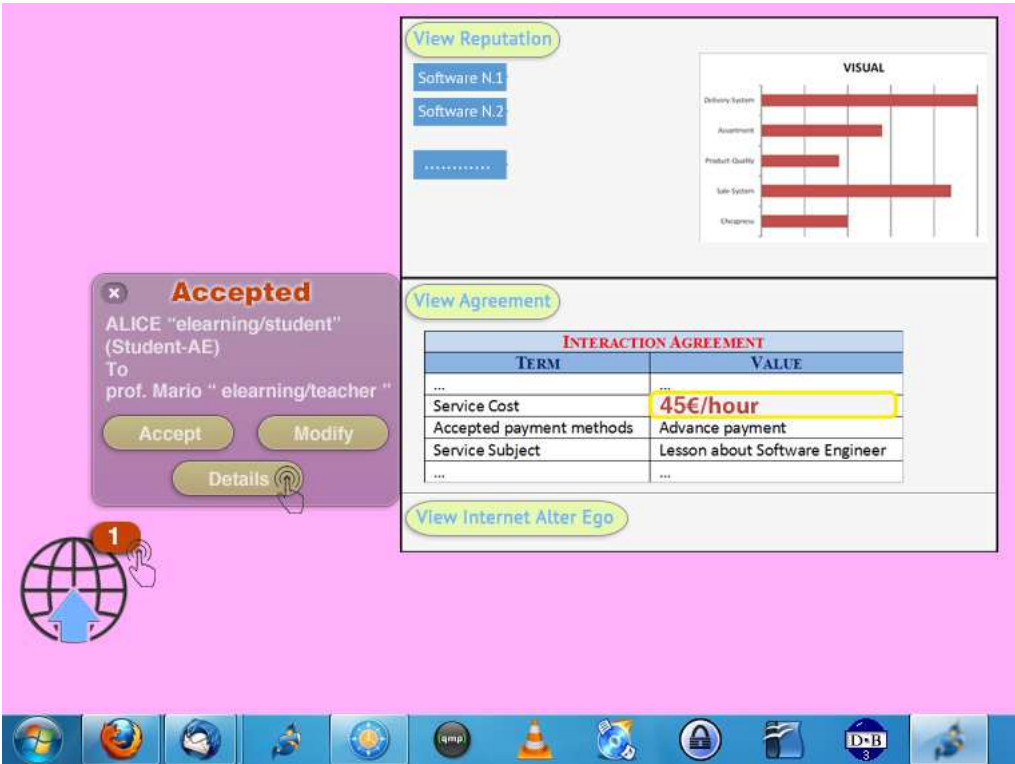 View Reputation
Software N.1
Software N.2
............
VISUAL
Delivery System
Assortment
Product Quality
Sale System
Cheapness
Accepted
ALICE “elearning/student”
(Student-AE)
To
prof. Mario “ elearning/teacher ”
Accept
Modify
Details
View Agreement
INTERACTION AGREEMENT
TERM VALUE
... ...
Service Cost 45€/hour
Accepted payment methods Advance payment
Service Subject Lesson about Software Engineer
... ...
View Internet Alter Ego
1
qmp
D·B
3